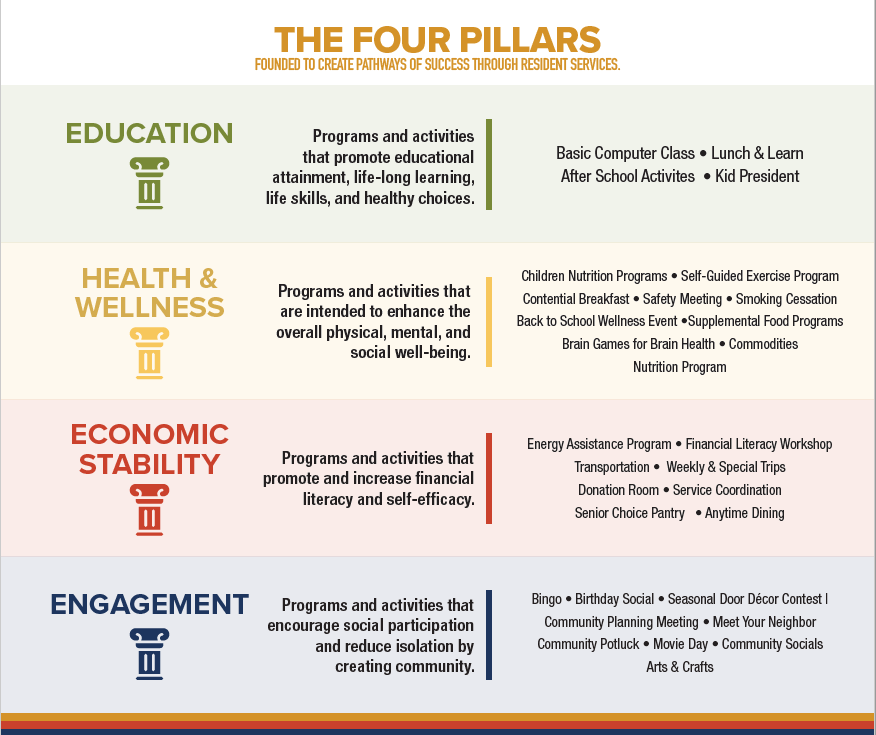 THE FOUR PILLARS
FOUNDED TO CREATE PATHWAYS OF SUCCESS THROUGH RESIDENT SERVICES.
EDUCATION
Programs and activities
that promote educational
attainment, life-long learning,
life skills, and healthy choices.
Basic Computer Class • Lunch & Learn
After School Activites • Kid President
HEALTH &
WELLNESS
Programs and activities that
are intended to enhance the
overall physical, mental, and
social well-being.
Children Nutrition Programs • Self-Guided Exercise Program
Contential Breakfast • Safety Meeting • Smoking Cessation
Back to School Wellness Event •Supplemental Food Programs
Brain Games for Brain Health • Commodities
Nutrition Program
ECONOMIC
STABILITY
Programs and activities that
promote and increase financial
literacy and self-efficacy.
Energy Assistance Program • Financial Literacy Workshop
Transportation • Weekly & Special Trips
Donation Room • Service Coordination
Senior Choice Pantry • Anytime Dining
ENGAGEMENT
Programs and activities that
encourage social participation
and reduce isolation by
creating community.
Bingo • Birthday Social • Seasonal Door Décor Contest |
Community Planning Meeting • Meet Your Neighbor
Community Potluck • Movie Day • Community Socials
Arts & Crafts